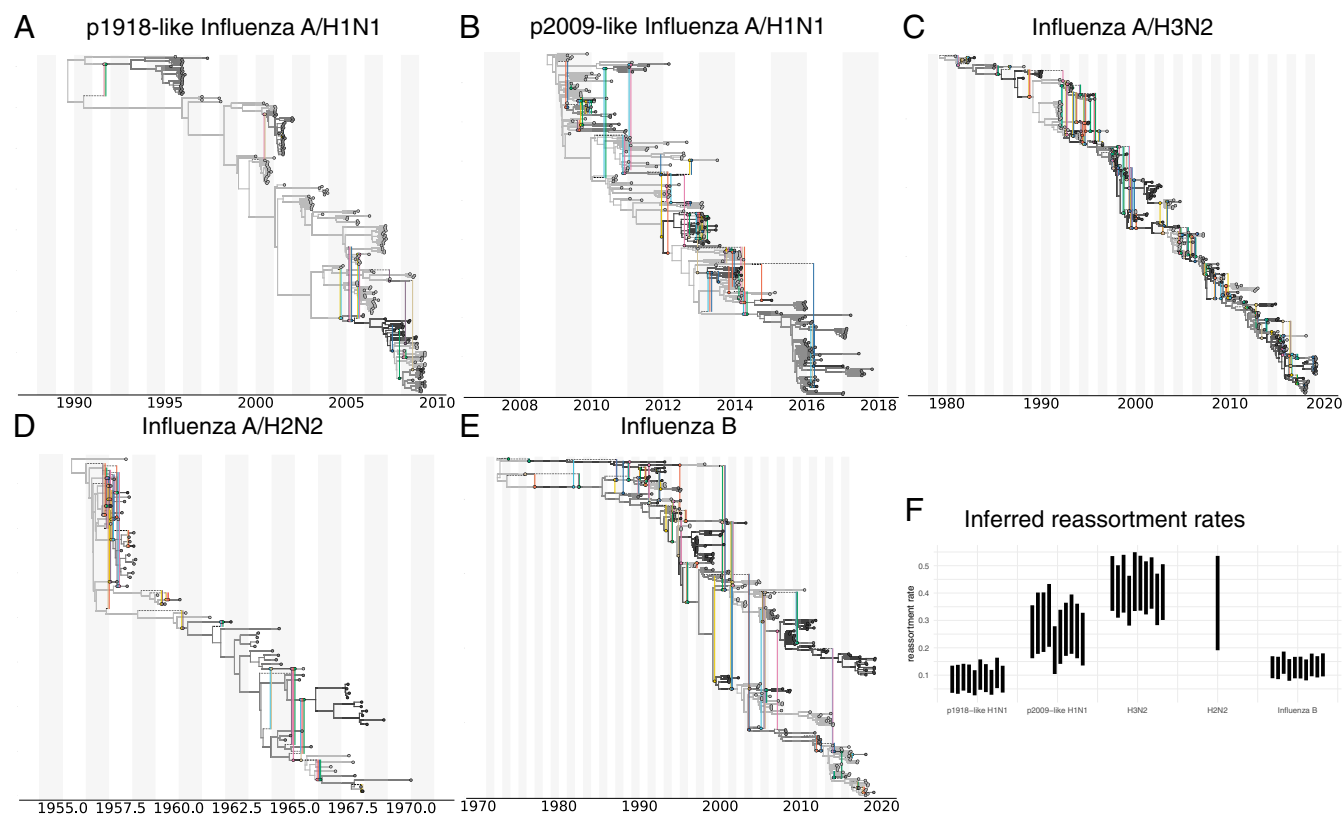 A p1918-like Influenza A/H1N1
1990 1995 2000 2005 2010
B p2009-like Influenza A/H1N1
2008 2010 2012 2014 2016 2018
C Influenza A/H3N2
1980 1990 2000 2010 2020
D Influenza A/H2N2
1955.0 1957.5 1960.0 1962.5 1965.0 1967.5 1970.0
E Influenza B
1970 1980 1990 2000 2010 2020
F Inferred reassortment rates
reassortment rate
0.5
0.4
0.3
0.2
0.1
p1918-like H1N1 p2009-like H1N1 H3N2 H2N2 Influenza B